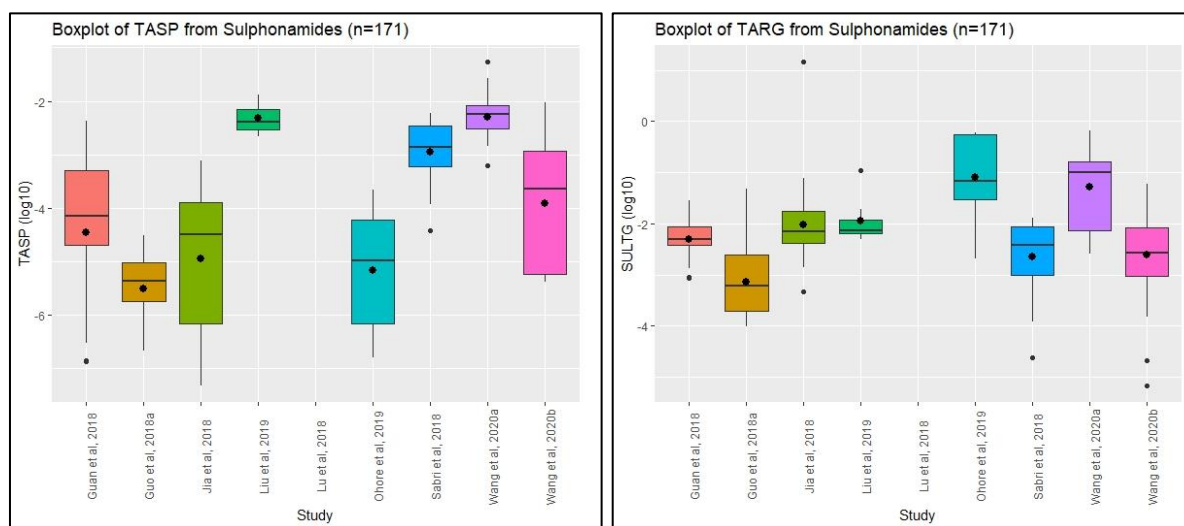 Boxplot of TASP from Sulphonamides (n=171)
-2
-4
-6
TASP (log10)
Guan et al, 2018
Guo et al, 2018a
Jia et al, 2018
Liu et al, 2019
Lu et al, 2018
Ohore et al, 2019
Sabri et al, 2018
Wang et al, 2020a
Wang et al, 2020b
Study
Boxplot of TARG from Sulphonamides (n=171)
0
-2
-4
SULTG (log10)
Guan et al, 2018
Guo et al, 2018a
Jia et al, 2018
Liu et al, 2019
Lu et al, 2018
Ohore et al, 2019
Sabri et al, 2018
Wang et al, 2020a
Wang et al, 2020b
Study